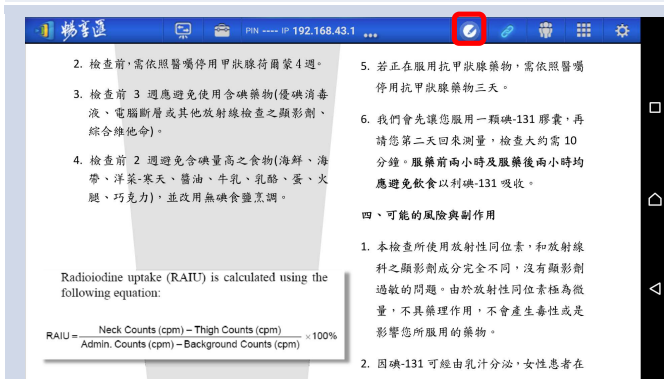 暢享匯
PIN ---- IP 192.168.43.1 ...
2. 檢查前,需依照醫囑停用甲狀腺荷爾蒙 4 週。
3. 檢查前 3 週應避免使用含碘藥物(優碘消毒
液、電腦斷層或其他放射線檢查之顯影劑、
綜合維他命)。
4. 檢查前 2 週避免含碘量高之食物(海鮮、海
帶、洋菜-寒天、醬油、牛乳、乳酪、蛋、火
腿、巧克力),並改用無碘食鹽烹調。
Radioiodine uptake (RAIU) is calculated using the
following equation:
RAIU = Neck Counts (cpm) – Thigh Counts (cpm)
Admin. Counts (cpm) – Background Counts (cpm) ×100%
5. 若正在服用抗甲狀腺藥物,需依照醫囑
停用抗甲狀腺藥物三天。
6. 我們會先讓您服用一顆碘-131 膠囊,再
請您第二天回來測量,檢查大約需 10
分鐘。服藥前兩小時及服藥後兩小時均
應避免飲食以利碘-131 吸收。
四、可能的風險與副作用
1. 本檢查所使用放射性同位素,和放射線
科之顯影劑成分完全不同,沒有顯影劑
過敏的問題。由於放射性同位素極為微
量,不具藥理作用,不會產生毒性或是
影響您所服用的藥物。
2. 因碘-131 可經由乳汁分泌,女性患者在